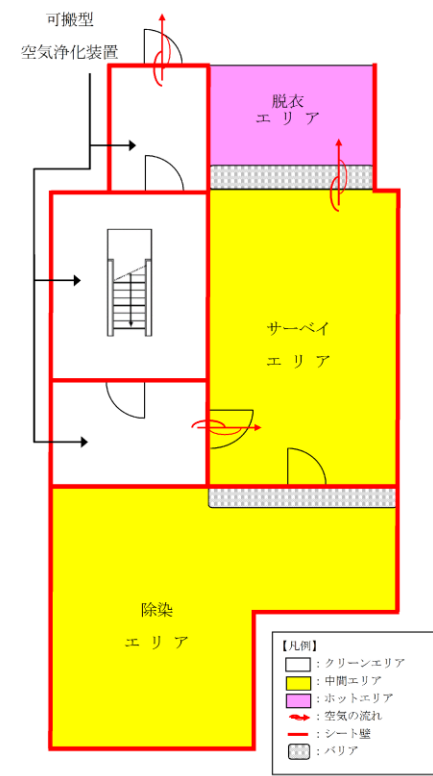 可搬型
空気浄化装置
脱衣
エ リ ア
サーベイ
エ リ ア
除染
エ リ ア
【凡例】
：クリーンエリア
：中間エリア
：ホットエリア
：空気の流れ
：シート壁
：バリア